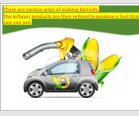 There are various ways of making biofuels.
The leftover products are then refined to produce a fuel that
cars can use.